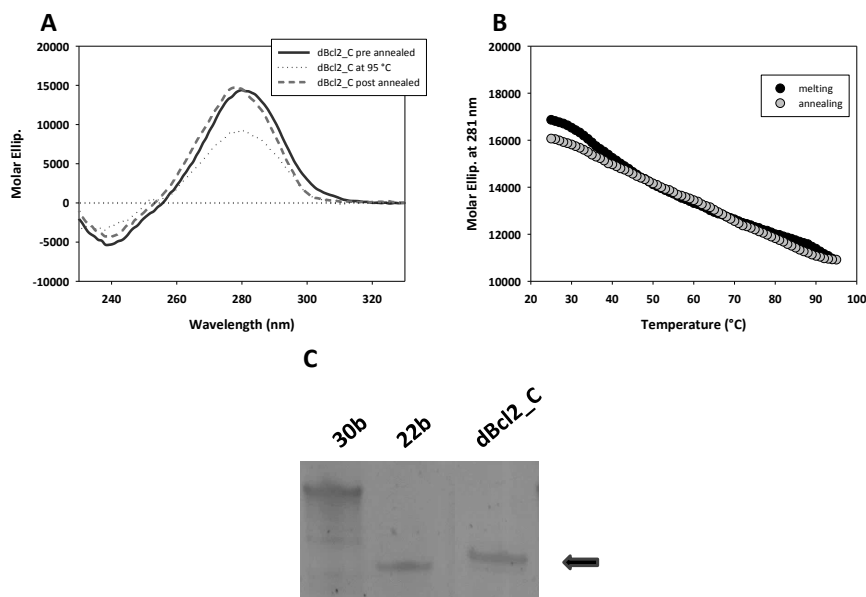 A
20000
15000
10000
5000
0
-5000
-10000
Molar Ellip.
240
260
280
300
320
Wavelength (nm)
dBcl2_C pre annealed
dBcl2_C at 95 °C
dBcl2_C post annealed
B
18000
16000
14000
12000
10000
Molar Ellip. at 281 nm
20
30
40
50
60
70
80
90
100
Temperature (°C)
melting
annealing
C
30b
22b
dBcl2_C